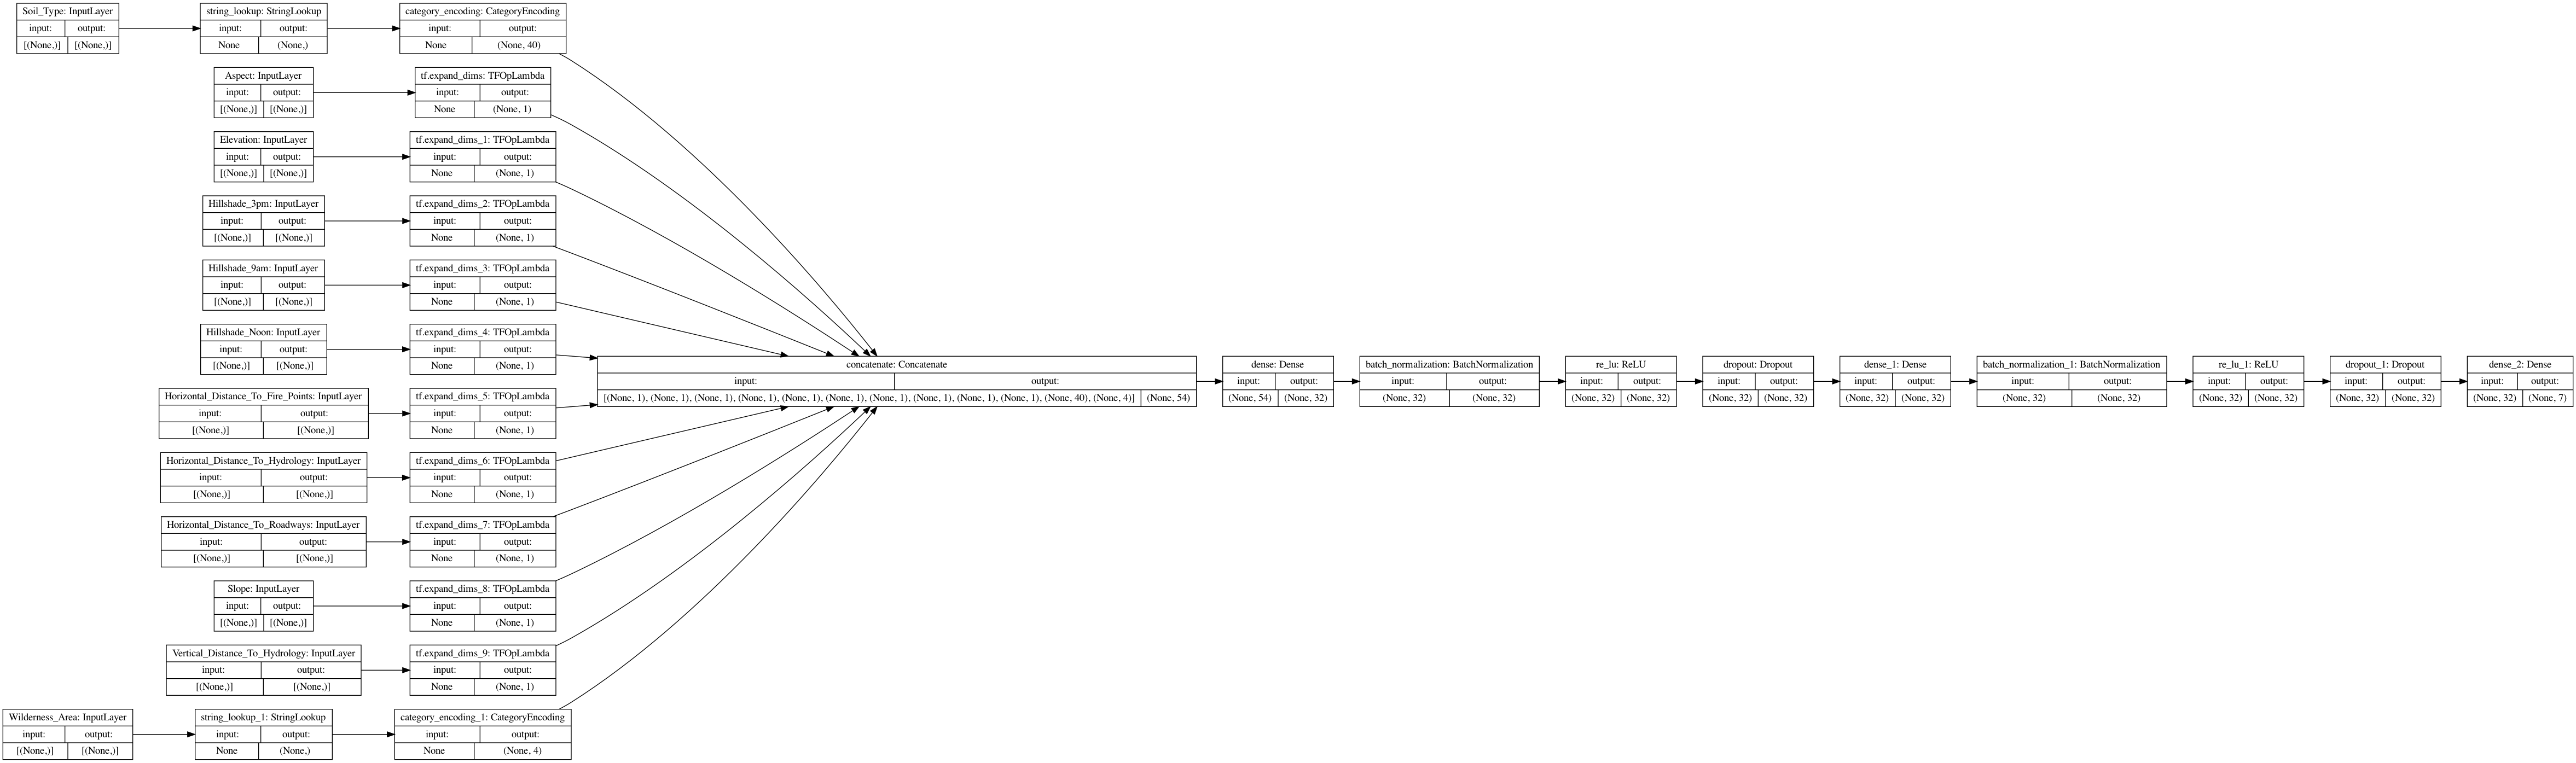 Soil_Type: InputLayer
input: output:
[(None,)] [(None,)]
string_lookup: StringLookup
input: output:
None (None,)
category_encoding: CategoryEncoding
input: output:
None (None, 40)
Aspect: InputLayer
input: output:
[(None,)] [(None,)]
tf.expand_dims: TFOpLambda
input: output:
None (None, 1)
Elevation: InputLayer
input: output:
[(None,)] [(None,)]
tf.expand_dims_1: TFOpLambda
input: output:
None (None, 1)
Hillshade_3pm: InputLayer
input: output:
[(None,)] [(None,)]
tf.expand_dims_2: TFOpLambda
input: output:
None (None, 1)
Hillshade_9am: InputLayer
input: output:
[(None,)] [(None,)]
tf.expand_dims_3: TFOpLambda
input: output:
None (None, 1)
Hillshade_Noon: InputLayer
input: output:
[(None,)] [(None,)]
tf.expand_dims_4: TFOpLambda
input: output:
None (None, 1)
Horizontal_Distance_To_Fire_Points: InputLayer
input: output:
[(None,)] [(None,)]
tf.expand_dims_5: TFOpLambda
input: output:
None (None, 1)
Horizontal_Distance_To_Hydrology: InputLayer
input: output:
[(None,)] [(None,)]
tf.expand_dims_6: TFOpLambda
input: output:
None (None, 1)
Horizontal_Distance_To_Roadways: InputLayer
input: output:
[(None,)] [(None,)]
tf.expand_dims_7: TFOpLambda
input: output:
None (None, 1)
Slope: InputLayer
input: output:
[(None,)] [(None,)]
tf.expand_dims_8: TFOpLambda
input: output:
None (None, 1)
Vertical_Distance_To_Hydrology: InputLayer
input: output:
[(None,)] [(None,)]
tf.expand_dims_9: TFOpLambda
input: output:
None (None, 1)
Wilderness_Area: InputLayer
input: output:
[(None,)] [(None,)]
string_lookup_1: StringLookup
input: output:
None (None,)
category_encoding_1: CategoryEncoding
input: output:
None (None, 4)
concatenate: Concatenate
input: output:
[(None, 1), (None, 1), (None, 1), (None, 1), (None, 1), (None, 1), (None, 1), (None, 1), (None, 1), (None, 1), (None, 40), (None, 4)] (None, 54)
dense: Dense
input: output:
(None, 54) (None, 32)
batch_normalization: BatchNormalization
input: output:
(None, 32) (None, 32)
re_lu: ReLU
input: output:
(None, 32) (None, 32)
dropout: Dropout
input: output:
(None, 32) (None, 32)
dense_1: Dense
input: output:
(None, 32) (None, 32)
batch_normalization_1: BatchNormalization
input: output:
(None, 32) (None, 32)
re_lu_1: ReLU
input: output:
(None, 32) (None, 32)
dropout_1: Dropout
input: output:
(None, 32) (None, 32)
dense_2: Dense
input: output:
(None, 32) (None, 7)